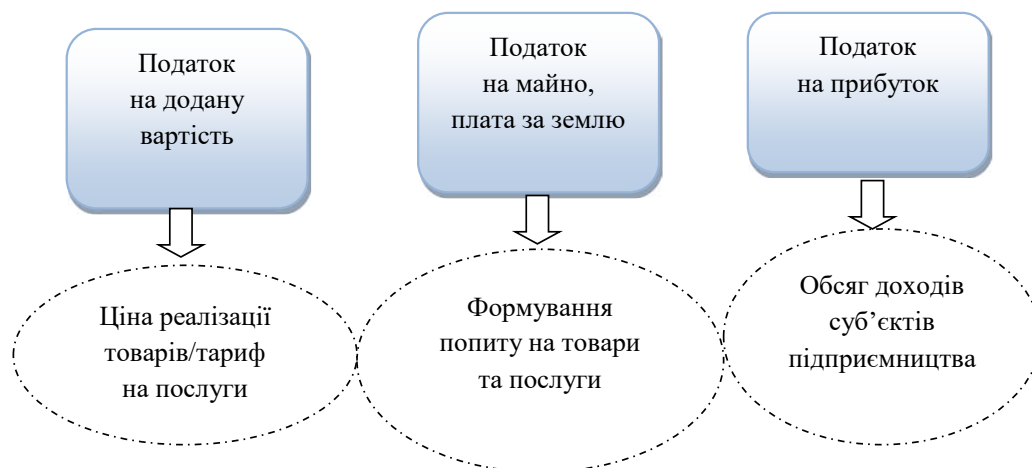 Податок
на додану
вартість
Податок
на майно,
плата за землю
Податок
на прибуток
Ціна реалізації
товарів/тариф
на послуги
Формування
попиту на товари
та послуги
Обсяг доходів
суб’єктів
підприємництва